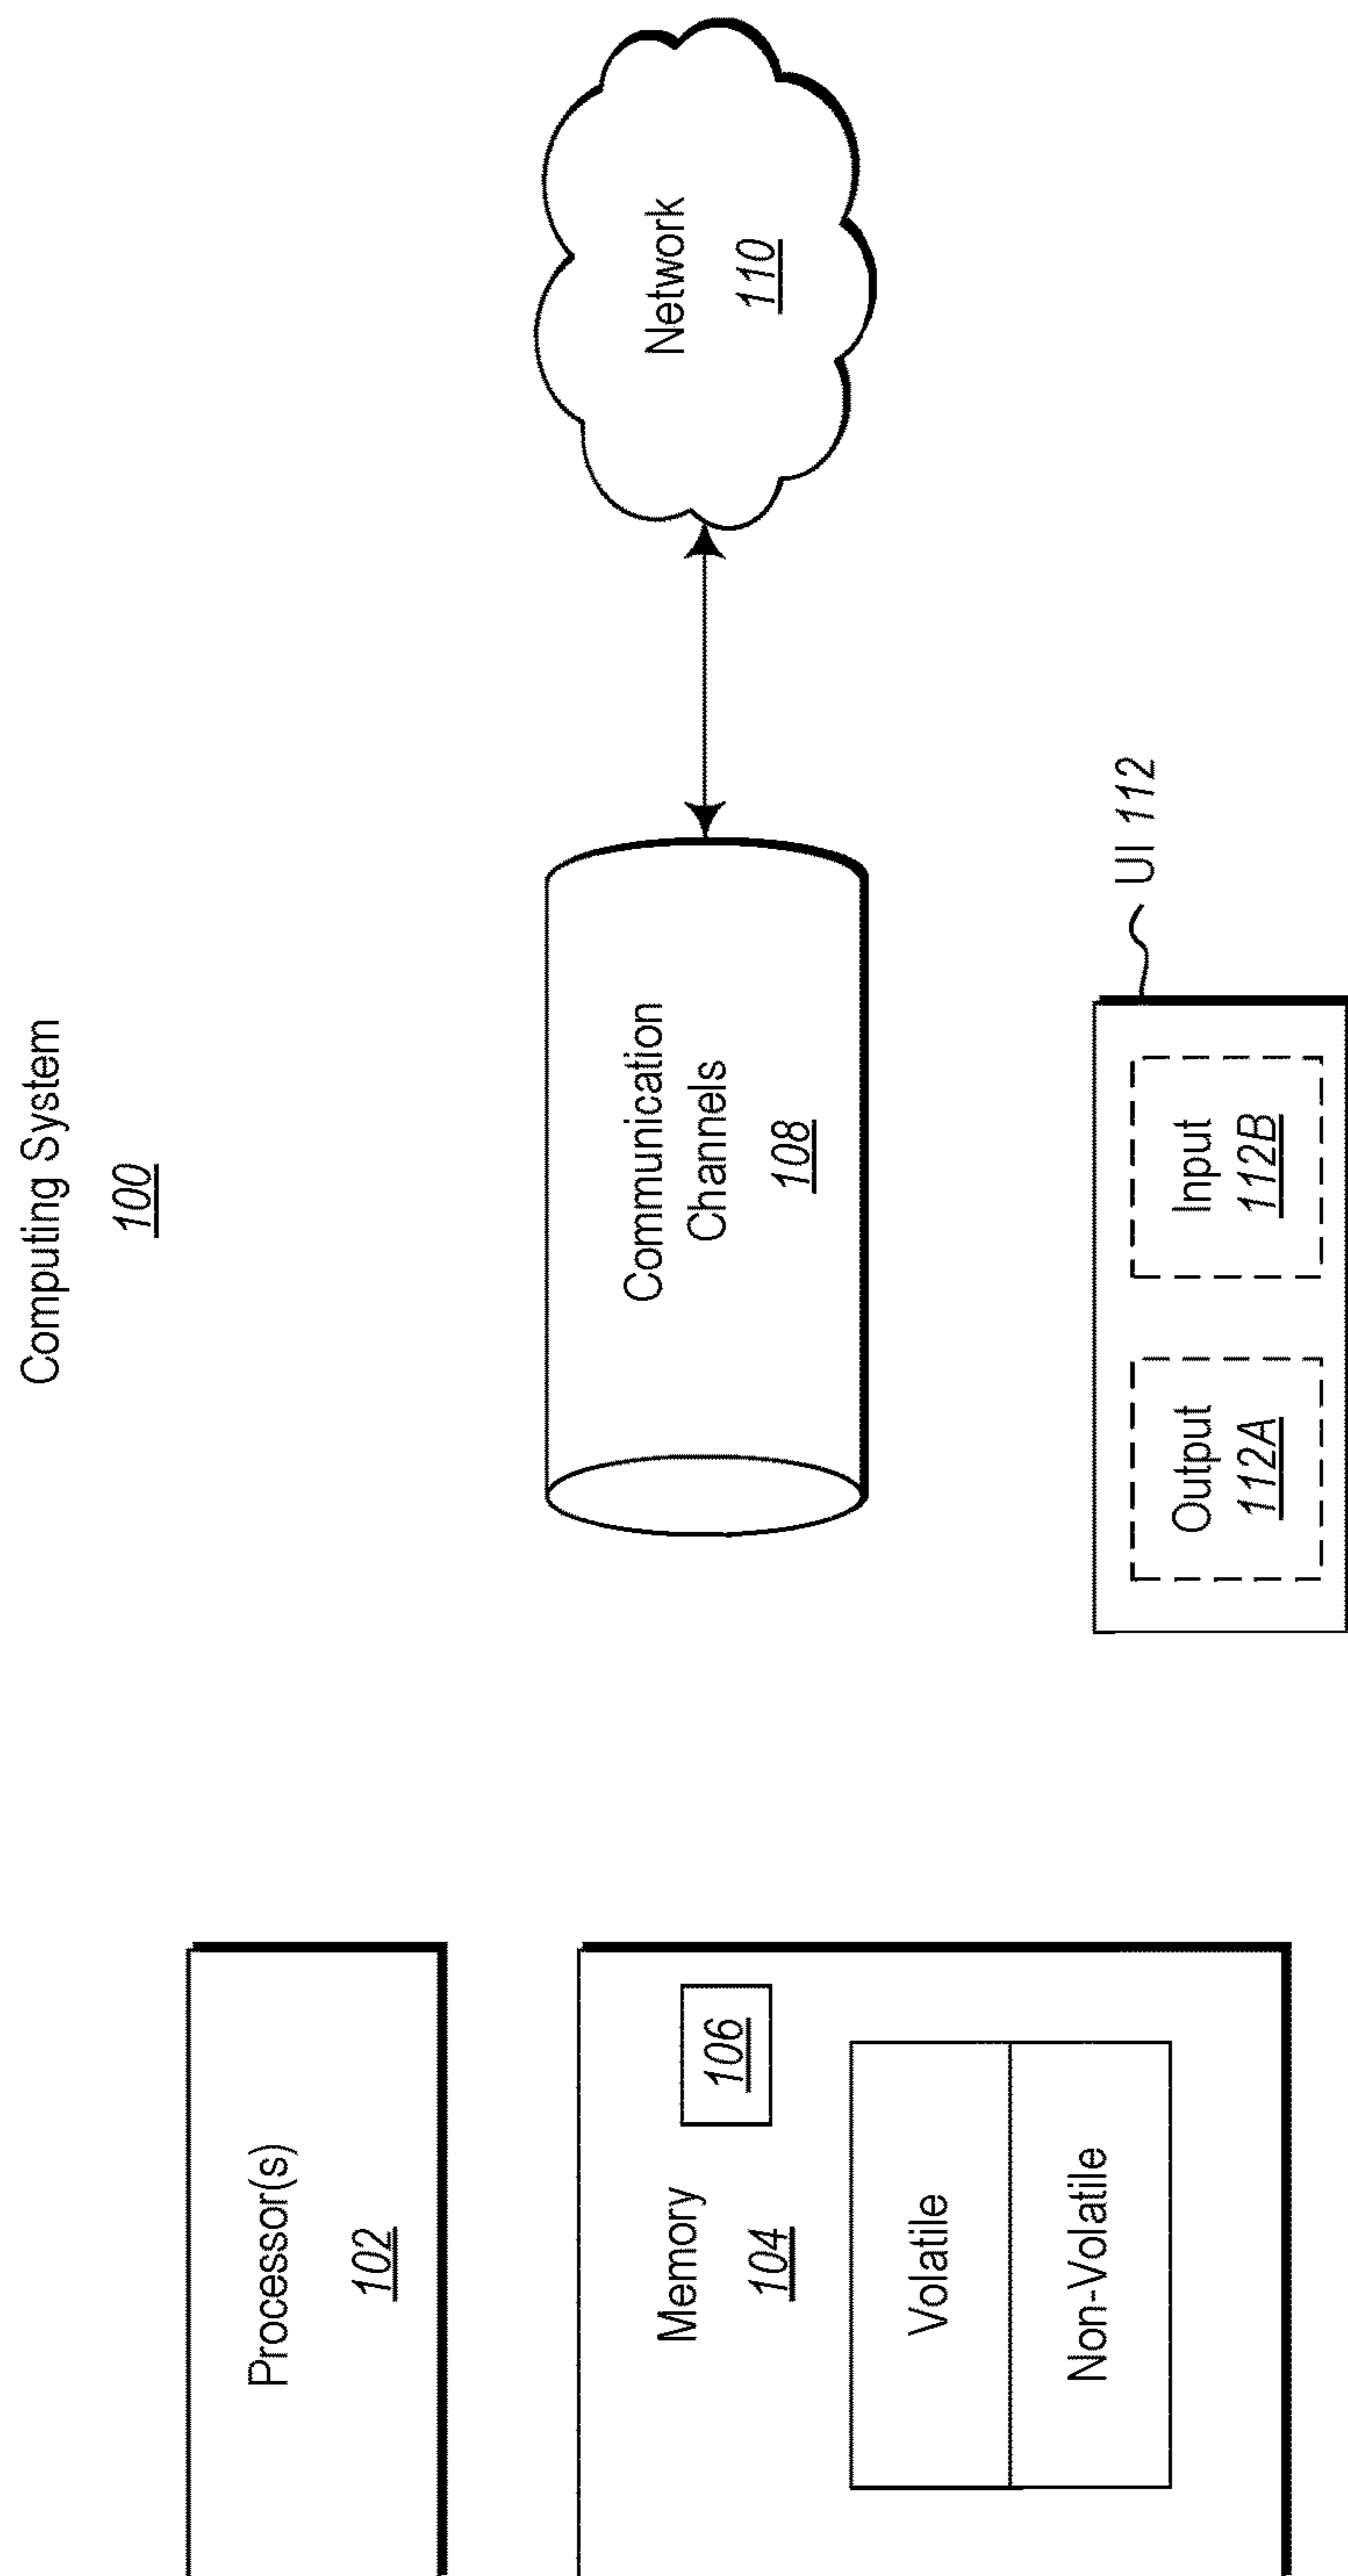 Computing System
100
Processor(s)
102
Memory
104
106
Volatile
Non-Volatile
Communication
Channels
108
Network
110
UI 112
Output
112A
Input
112B